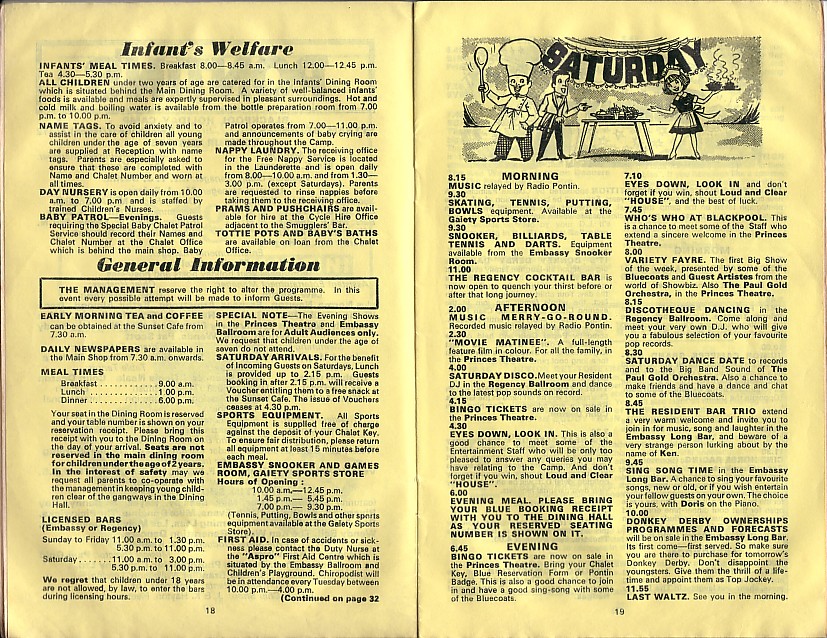 Infant's Welfare
INFANTS' MEAL TIMES. Breakfast 8.00—8.45 a.m. Lunch 12.00—12.45 p.m.
Tea 4.30—5.30 p.m.
ALL CHILDREN under two years of age are catered for in the Infants' Dining Room
which is situated behind the Main Dining Room. A variety of well-balanced infants'
foods is available and meals are expertly supervised in pleasant surroundings. Hot and
cold milk and boiling water is available from the bottle preparation room from 7.00
p.m. to 10.00 p.m.
NAME TAGS. To avoid anxiety and to
assist in the care of children all young
children under the age of seven years
are supplied at Reception with name
tags. Parents are especially asked to
ensure that these are completed with
Name and Chalet Number and worn at
all times.
DAY NURSERY is open daily from 10.00
a.m. to 7.00 p.m and is staffed by
trained Children's Nurses.
BABY PATROL—Evenings. Guests
requiring the Special Baby Chalet Patrol
Service should record their Names and
Chalet Number at the Chalet Office
which is behind the main shop. Baby
Patrol operates from 7.00—11.00 p.m.
and announcements of baby crying are
made throughout the Camp.
NAPPY LAUNDRY. The receiving office
for the Free Nappy Service is located
in the Launderette and is open daily
from 8.00—10.00 a.m. and from 1.30—
3.00 p.m. (except Saturdays). Parents
are requested to rinse nappies before
taking them to the receiving office.
PRAMS AND PUSHCHAIRS are avail-
able for hire at the Cycle Hire Office
adjacent to the Smugglers' Bar.
TOTTIE POTS AND BABY'S BATHS
are available on loan from the Chalet
Office.
General Information
THE MANAGEMENT reserve the right to alter the programme. In this
event every possible attempt will be made to inform Guests.
EARLY MORNING TEA and COFFEE
can be obtained at the Sunset Cafe from
7.30 a.m.
DAILY NEWSPAPERS are available in
the Main Shop from 7.30 a.m. onwards.
MEAL TIMES
Breakfast . . . . . . . . . . . . 9.00 a.m.
Lunch . . . . . . . . . . . . . . 1 00 p.m.
Dinner . . . . . . . . . . . . . . 6.00 p.m.
Your seat in the Dining Room is reserved
and your table number is shown on your
reservation receipt. Please bring this
receipt with you to the Dining Room on
the day of your arrival. Seats are not
reserved in the main dining room
for children under the age of 2 years.
In the interest of safety may we
request all parents to co-operate with
the management in keeping young child-
ren clear of the gangways in the Dining
Hall.
LICENSED BARS
(Embassy or Regency)
Sunday to Friday 11.00 a.m. to 1.30 p.m.
5.30 p.m. to 11.00 p.m.
Saturday . . . . . . . 11.00 a.m. to 3.00 p.m.
5.30 p.m. to 11.00 p.m.
We regret that children under 18 years
are not allowed, by law, to enter the bars
during licensing hours.
SPECIAL NOTE—The Evening Shows
in the Princes Theatre and Embassy
Ballroom are for Adult Audiences only.
We request that children under the age of
seven do not attend.
SATURDAY ARRIVALS. For the benefit
of Incoming Guests on Saturdays, Lunch
is provided up to 2.15 p.m. Guests
booking in after 2.15 p.m. will receive a
Voucher entitling them to a free snack at
the Sunset Cafe. The issue of Vouchers
ceases at 4.30 p.m.
SPORTS EQUIPMENT. All Sports
Equipment is supplied free of charge
against the deposit of your Chalet Key.
To ensure fair distribution, please return
all equipment at least 15 minutes before
each meal.
EMBASSY SNOOKER AND GAMES
ROOM, GAIETY SPORTS STORE
Hours of Opening :
10.00 a.m.—12.45 p.m.
1.45 p.m.— 5.45 p.m.
7.00 p.m.— 9.30 p.m.
(Tennis, Putting, Bowls and other sports
equipment available at the Gaiety Sports
Store).
FIRST AID. In case of accidents or sick-
ness please contact the Duty Nurse at
the "Aspro" First Aid Centre which is
situated by the Embassy Ballroom and
Children's Playground. Chiropodist will
be in attendance every Tuesday between
10.00 p.m.—4.00 p.m.
(Continued on page 32
18
SATURDAY
MORNING
8.15
MUSIC relayed by Radio Pontin.
9.30
SKATING, TENNIS, PUTTING,
BOWLS equipment. Available at the
Gaiety Sports Store.
9.30
SNOOKER, BILLIARDS, TABLE
TENNIS AND DARTS. Equipment
available from the Embassy Snooker
Room.
11.00
THE REGENCY COCKTAIL BAR is
now open to quench your thirst before or
after that long journey.
AFTERNOON
2.00
MUSIC MERRY-GO-ROUND.
Recorded music relayed by Radio Pontin.
2.30
"MOVIE MATINEE". A full-length
feature film in colour. For all the family, in
the Princes Theatre.
4.00
SATURDAY DISCO. Meet your Resident
DJ in the Regency Ballroom and dance
to the latest pop sounds on record.
4.15
BINGO TICKETS are now on sale in
the Princes Theatre.
4.30
EYES DOWN, LOOK IN. This is also a
good chance to meet some of the
Entertainment Staff who will be only too
pleased to answer any queries you may
have relating to the Camp. And don't
forget if you win, shout Loud and Clear
"HOUSE".
6.00
EVENING MEAL. PLEASE BRING
YOUR BLUE BOOKING RECEIPT
WITH YOU TO THE DINING HALL
AS YOUR RESERVED SEATING
NUMBER IS SHOWN ON IT.
EVENING
6.45
BINGO TICKETS are now on sale in
the Princes Theatre. Bring your Chalet
Key, Blue Reservation Form or Pontin
Badge. This is also a good chance to join
in and have a good sing-song with some
of the Bluecoats.
7.10
EYES DOWN, LOOK IN and don't
forget if you win, shout Loud and Clear
"HOUSE", and the best of luck.
7.45
WHO'S WHO AT BLACKPOOL. This
is a chance to meet some of the Staff who
extend a sincere welcome in the Princes
Theatre.
8.00
VARIETY FAYRE. The first Big Show
of the week, presented by some of the
Bluecoats and Guest Artistes from the
world of Showbiz. Also The Paul Gold
Orchestra, in the Princes Theatre.
8.15
DISCOTHEQUE DANCING in the
Regency Ballroom. Come along and
meet your very own D.J. who will give
you a fabulous selection of your favourite
pop records.
8.30
SATURDAY DANCE DATE to records
and to the Big Band Sound of The
Paul Gold Orchestra. Also a chance to
make friends and have a dance and chat
to some of the Bluecoats.
8.45
THE RESIDENT BAR TRIO extend
a very warm welcome and invite you to
join in for music, song and laughter in the
Embassy Long Bar, and beware of a
very strange person lurking about by the
name of Ken.
9.45
SING SONG TIME in the Embassy
Long Bar. A chance to sing your favourite
songs, new or old, or if you wish entertain
your fellow guests on your own. The choice
is yours, with Doris on the Piano.
10.00
DONKEY DERBY OWNERSHIPS
PROGRAMMES AND FORECASTS
will be on sale in the Embassy Long Bar.
Its first come—first served. So make sure
you are there to purchase for tomorrow's
Donkey Derby. Don't disappoint the
youngsters. Give them the thrill of a life-
time and appoint them as Top Jockey.
11.55
LAST WALTZ. See you in the morning.
19